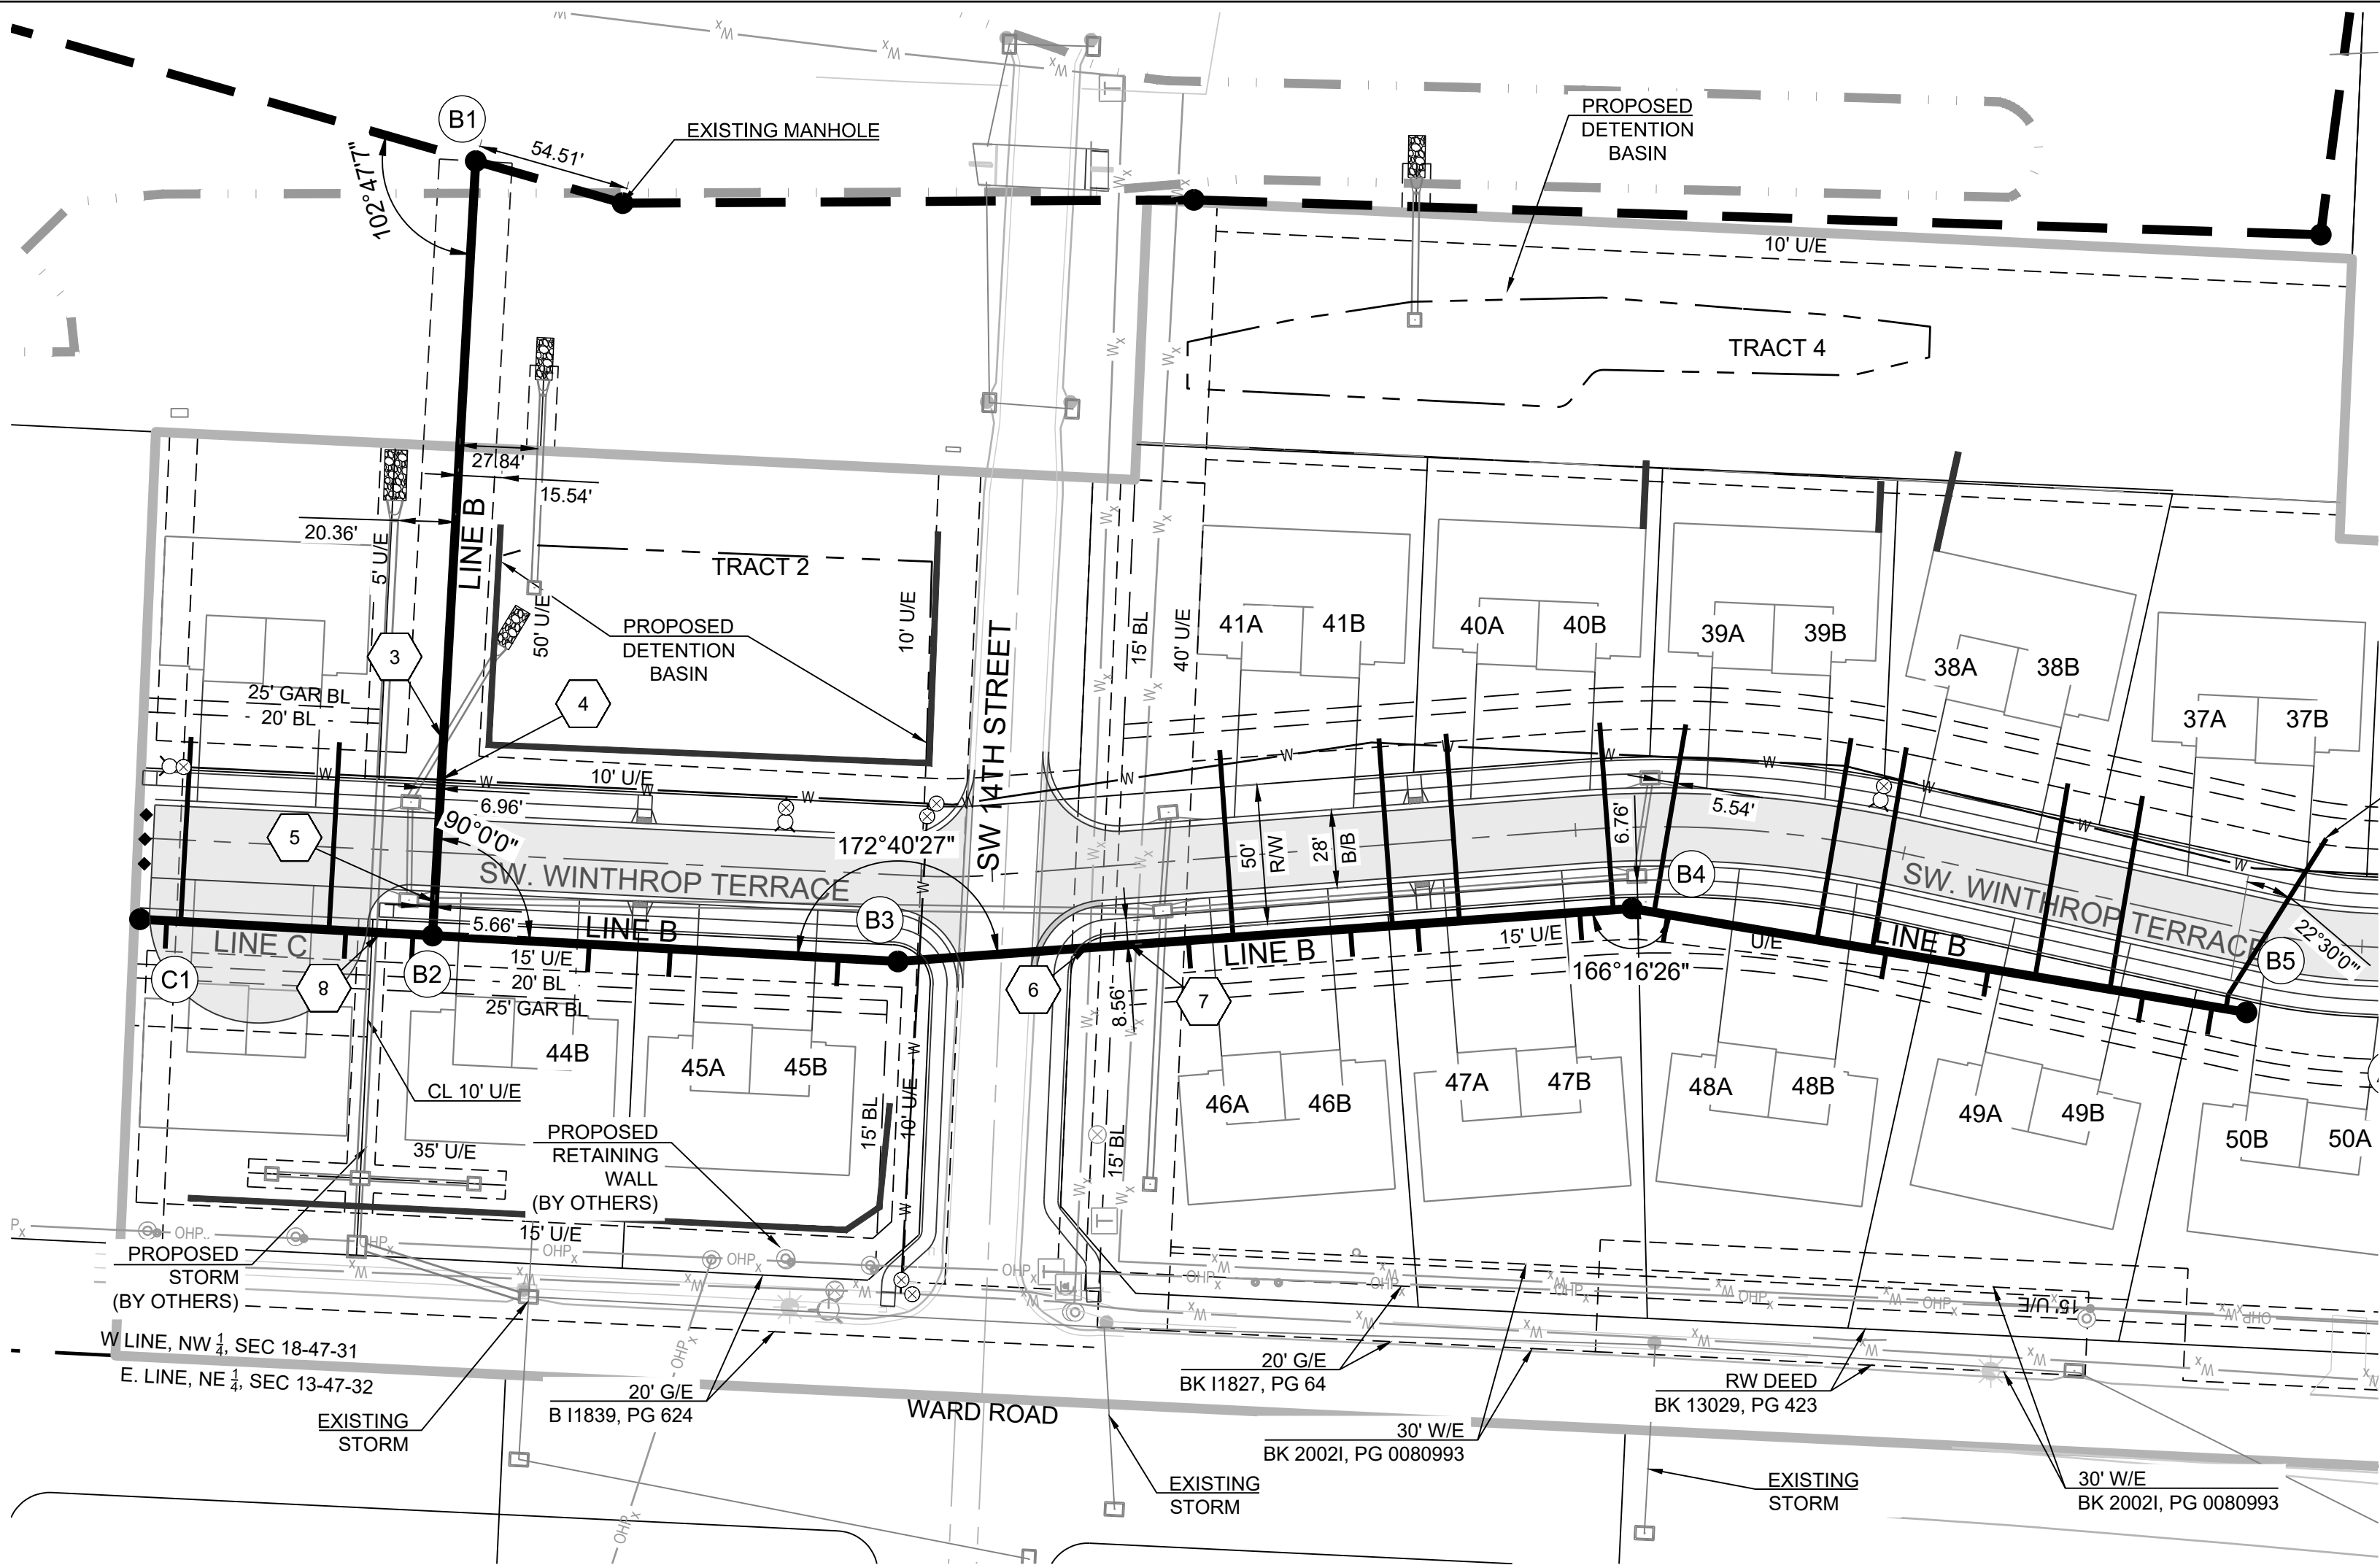 B1
54.51'
EXISTING MANHOLE
102°47'7"
PROPOSED
DETENTION
BASIN
10' U/E
TRACT 4
27.84'
15.54'
20.36'
5' U/E
LINE B
50' U/E
TRACT 2
PROPOSED
DETENTION
BASIN
10' U/E
SW 14TH STREET
15' BL
40' U/E
41A
41B
40A
40B
39A
39B
38A
38B
37A
37B
3
4
25' GAR BL
20' BL
10' U/E
6.96'
90°0'0"
5
172°40'27"
SW. WINTHROP TERRACE
50'
R/W
28'
B/B
6.76'
5.54'
B4
SW. WINTHROP TERRACE
22°30'0"
B5
5.66'
LINE B
B3
LINE C
C1
8
B2
15' U/E
20' BL
25' GAR BL
6
8.56'
7
LINE B
15' U/E
166°16'26"
U/E
LINE B
44B
45A
45B
46A
46B
47A
47B
48A
48B
49A
49B
50B
50A
CL 10' U/E
35' U/E
PROPOSED
RETAINING
WALL
(BY OTHERS)
15' BL
10' U/E
15' BL
15' U/E
PROPOSED
STORM
(BY OTHERS)
15' U/E
W LINE, NW 1/4, SEC 18-47-31
E. LINE, NE 1/4, SEC 13-47-32
EXISTING
STORM
20' G/E
B I1839, PG 624
WARD ROAD
20' G/E
BK I1827, PG 64
30' W/E
BK 2002I, PG 0080993
RW DEED
BK 13029, PG 423
EXISTING
STORM
EXISTING
STORM
30' W/E
BK 2002I, PG 0080993